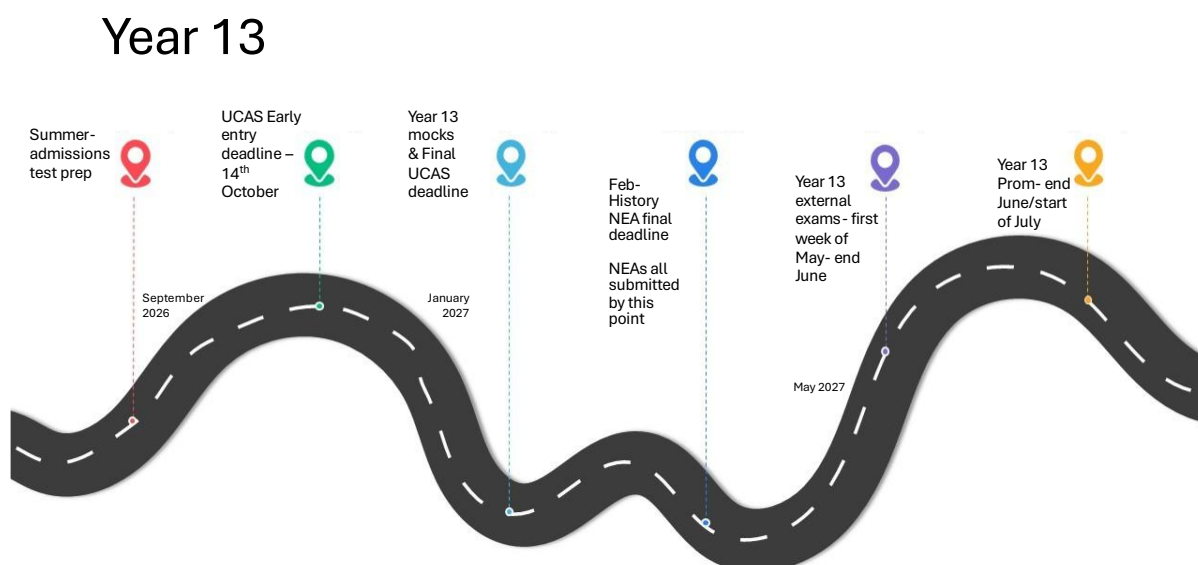 Year 13
Summer-
admissions
test prep
UCAS Early
entry
deadline –
14th
October
Year 13
mocks
& Final
UCAS
deadline
Feb-
History
NEA final
deadline
NEAs all
submitted
by this
point
Year 13
external
exams- first
week of
May- end
June
Year 13
Prom- end
June/start
of July
September
2026
January
2027
May 2027